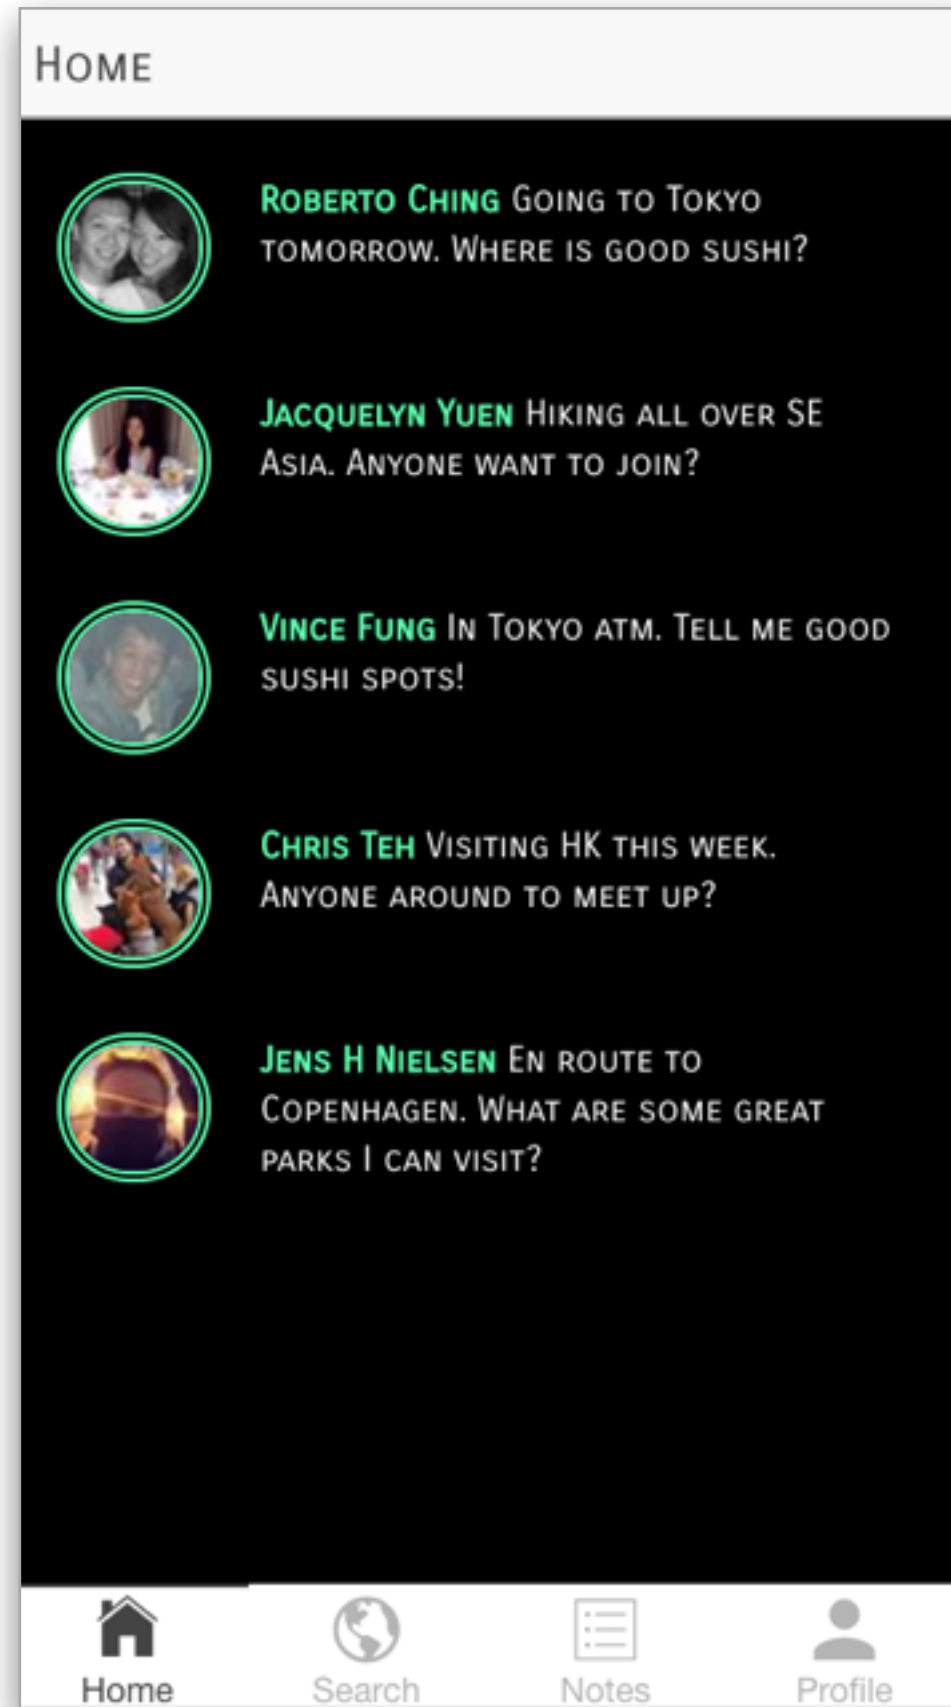 Home
Roberto Ching Going to Tokyo
tomorrow. Where is good sushi?
Jacquelyn Yuen Hiking all over SE
Asia. Anyone want to join?
Vince Fung In Tokyo atm. Tell me good
sushi spots!
Chris Teh Visiting HK this week.
Anyone around to meet up?
Jens H Nielsen En route to
Copenhagen. What are some great
parks I can visit?
Home Search Notes Profile